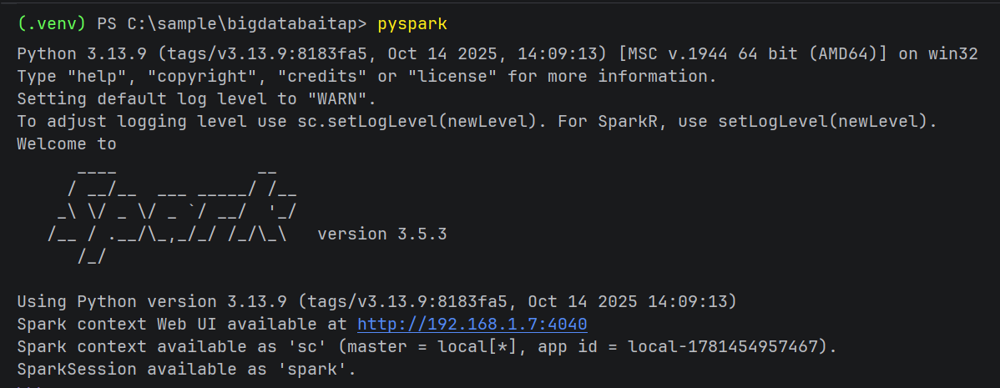 (.venv) PS C:\sample\bigdatabaitap> pyspark
Python 3.13.9 (tags/v3.13.9:8183fa5, Oct 14 2025, 14:09:13) [MSC v.1944 64 bit (AMD64)] on win32
Type "help", "copyright", "credits" or "license" for more information.
Setting default log level to "WARN".
To adjust logging level use sc.setLogLevel(newLevel). For SparkR, use setLogLevel(newLevel).
Welcome to
      ____              __
     / __/__  ___ _____/ /__
    _\ \/ _ \/ _ `/ __/  '_/
   /__ / .__/\_,_/_/ /_/\_\   version 3.5.3
      /_/
Using Python version 3.13.9 (tags/v3.13.9:8183fa5, Oct 14 2025 14:09:13)
Spark context Web UI available at http://192.168.1.7:4040
Spark context available as 'sc' (master = local[*], app id = local-1781454957467).
SparkSession available as 'spark'.